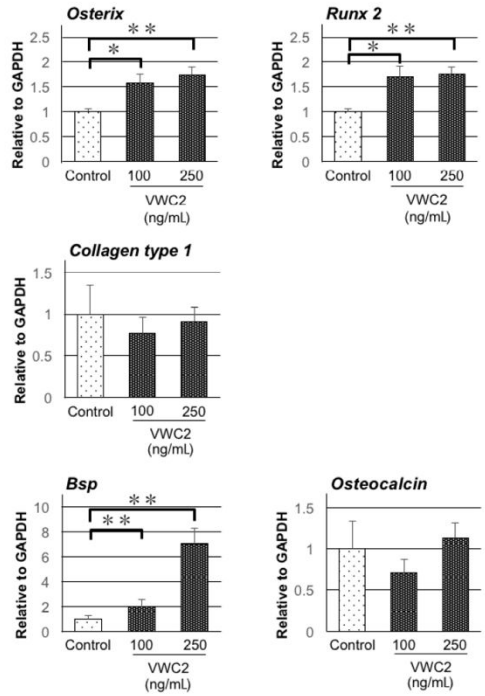 Osterix
Relative to GAPDH
2.5
2
1.5
1
0.5
0
* *
*
Control 100 250
VWC2
(ng/mL)
Runx 2
Relative to GAPDH
2.5
2
1.5
1
0.5
0
* *
*
Control 100 250
VWC2
(ng/mL)
Collagen type 1
Relative to GAPDH
1.5
1
0.5
0
Control 100 250
VWC2
(ng/mL)
Bsp
Relative to GAPDH
10
8
6
4
2
0
* *
* *
Control 100 250
VWC2
(ng/mL)
Osteocalcin
Relative to GAPDH
1.5
1
0.5
0
Control 100 250
VWC2
(ng/mL)